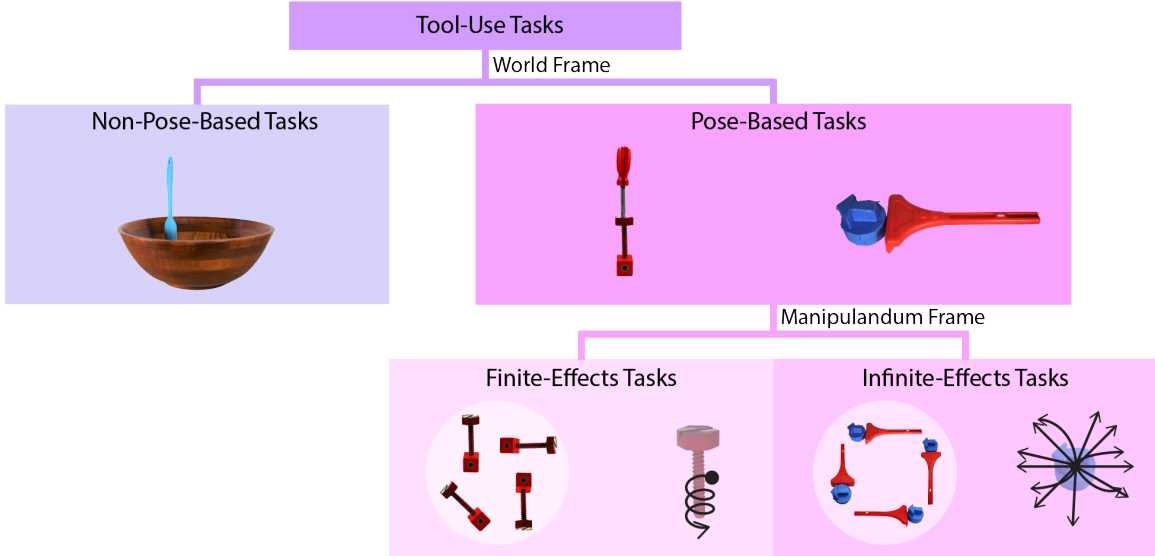 Tool-Use Tasks
World Frame
Non-Pose-Based Tasks
Pose-Based Tasks
Manipulandum Frame
Finite-Effects Tasks
Infinite-Effects Tasks